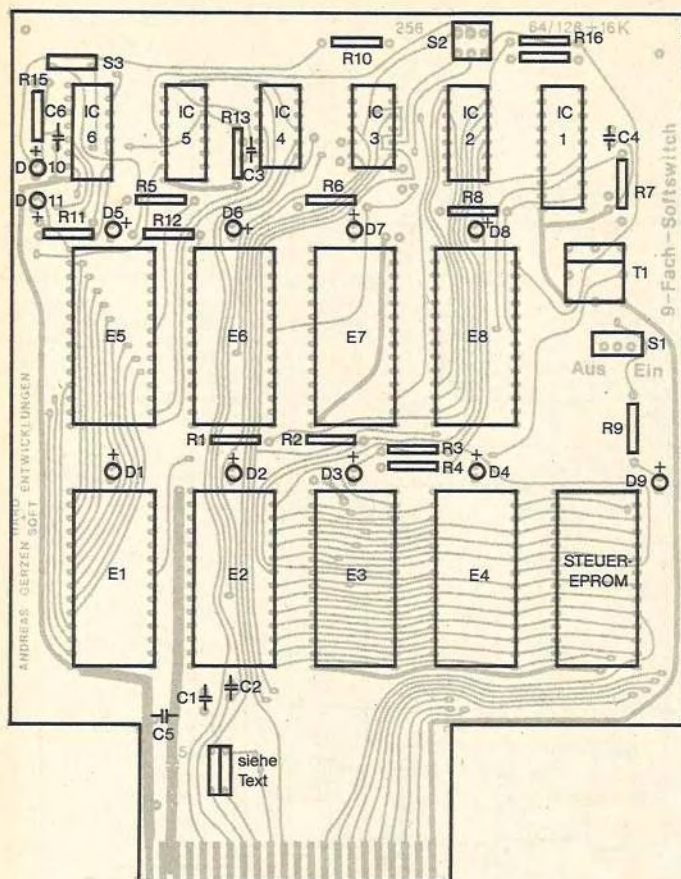 256
S2
64/128+16K
R10
R16
S3
R15
C6
IC 6
IC 5
R13
IC 4
C3
IC 3
IC 2
IC 1
C4
R7
+
D 10
D 11
+
R5
R6
R8
R11
D5+
R12
D6
+
+
D7
+
D8
T1
9-Fach-Softswitch
E5
E6
E7
E8
S1
Aus Ein
R1
R2
R3
R4
R9
+
D1
+
D2
+
D3
+
D4
+
D9
ANDREAS GERZEN HARD + SOFT ENTWICKLUNGEN
E1
E2
E3
E4
STEUER-
EPROM
C1
C2
C5
siehe
Text